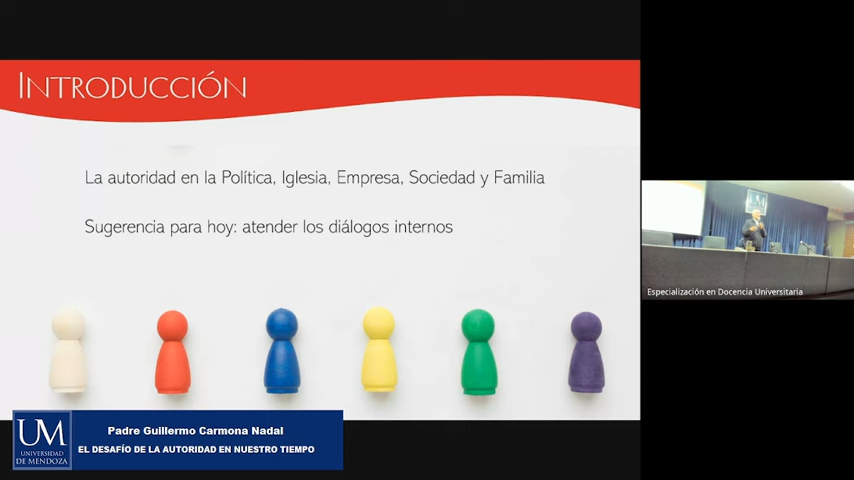 INTRODUCCIÓN
La autoridad en la Política, Iglesia, Empresa, Sociedad y Familia
Sugerencia para hoy: atender los diálogos internos
UM
Especialización en Docencia Universitaria
Padre Guillermo Carmona Nadal
EL DESAFÍO DE LA AUTORIDAD EN NUESTRO TIEMPO
UM
UNIVERSIDAD
DE MENDOZA